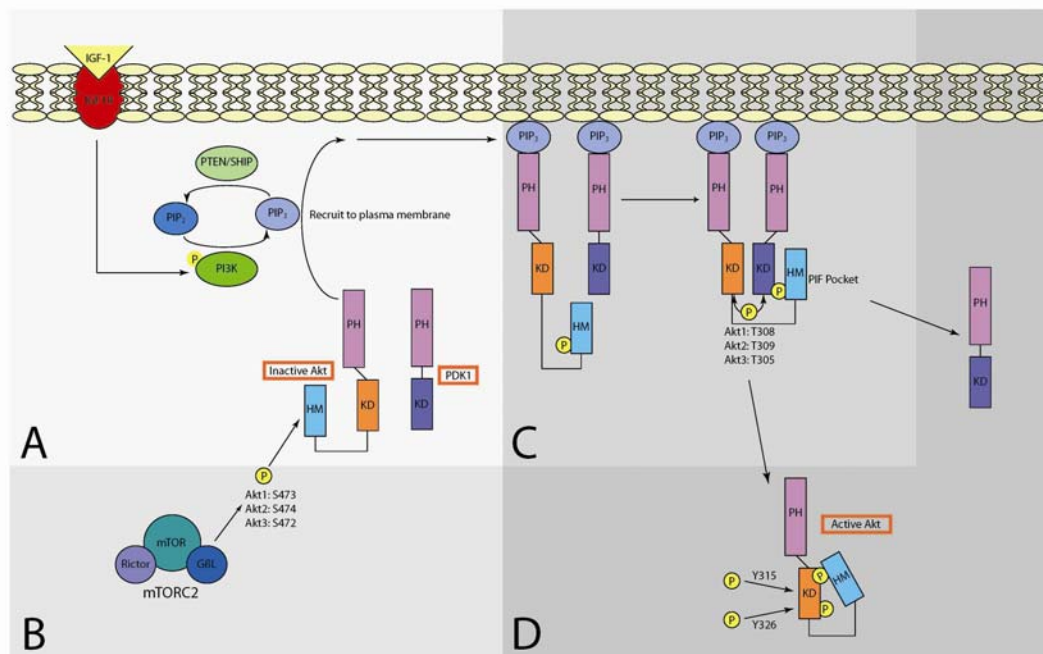 IGF-1
PTEN/SHIP
PIP2
PIP3
Recruit to plasma membrane
P
PI3K
PH
PH
Inactive Akt
PDK1
HM
KD
KD
A
P
Akt1: S473
Akt2: S474
Akt3: S472
mTOR
Rictor
GβL
mTORC2
B
PIP3
PIP3
PIP3
PIP3
PH
PH
PH
PH
KD
KD
KD
KD
HM
PIF Pocket
P
HM
P
P
Akt1: T308
Akt2: T309
Akt3: T305
PH
KD
C
PH
Active Akt
P
Y315
KD
P
HM
P
P
Y326
D